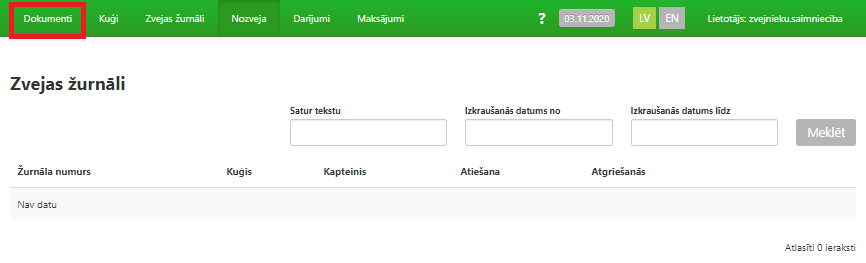 Dokumenti Kuģi Zvejas žurnāli Nozveja Darījumi Maksājumi ? 03.11.2020 LV EN Lietotājs: zvejnieku.saimnieciba
Zvejas žurnāli
Satur tekstu Izkraušanās datums no Izkraušanās datums līdz
Meklēt
Žurnāla numurs Kuģis Kapteinis Atiešana Atgriešanās
Nav datu
Atlasīti 0 ieraksti